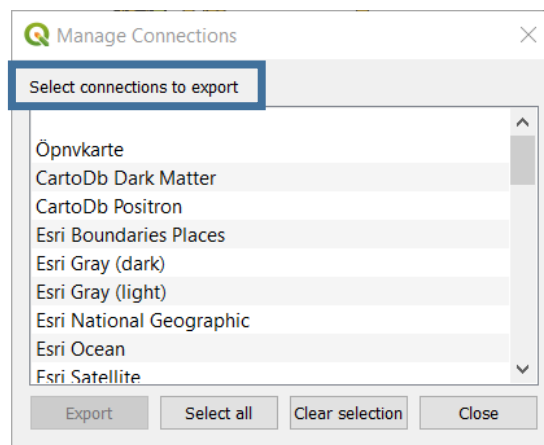 Manage Connections
Select connections to export
Öpnvkarte
CartoDb Dark Matter
CartoDb Positron
Esri Boundaries Places
Esri Gray (dark)
Esri Gray (light)
Esri National Geographic
Esri Ocean
Esri Satellite
Export Select all Clear selection Close